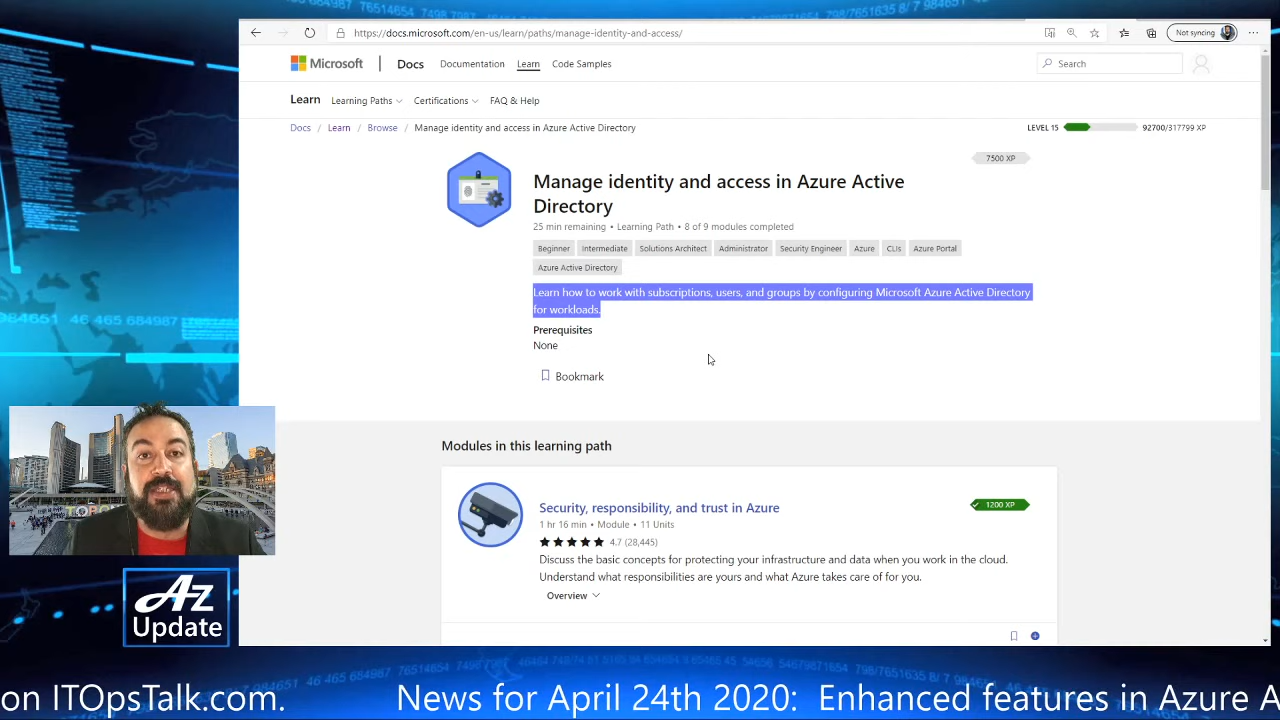 https://docs.microsoft.com/en-us/learn/paths/manage-identity-and-access/
Not syncing
Microsoft
Docs
Documentation
Learn
Code Samples
Search
Learn
Learning Paths
Certifications
FAQ & Help
Docs / Learn / Browse / Manage identity and access in Azure Active Directory
LEVEL 15
92700/317799 XP
7500 XP
Manage identity and access in Azure Active
Directory
25 min remaining • Learning Path • 8 of 9 modules completed
Beginner Intermediate Solutions Architect Administrator Security Engineer Azure CLIs Azure Portal
Azure Active Directory
Learn how to work with subscriptions, users, and groups by configuring Microsoft Azure Active Directory
for workloads.
Prerequisites
None
Bookmark
Modules in this learning path
Security, responsibility, and trust in Azure
1200 XP
1 hr 16 min • Module • 11 Units
4.7 (28,445)
Discuss the basic concepts for protecting your infrastructure and data when you work in the cloud.
Understand what responsibilities are yours and what Azure takes care of for you.
Overview
Az
Update
on ITOpsTalk.com. News for April 24th 2020: Enhanced features in Azure A